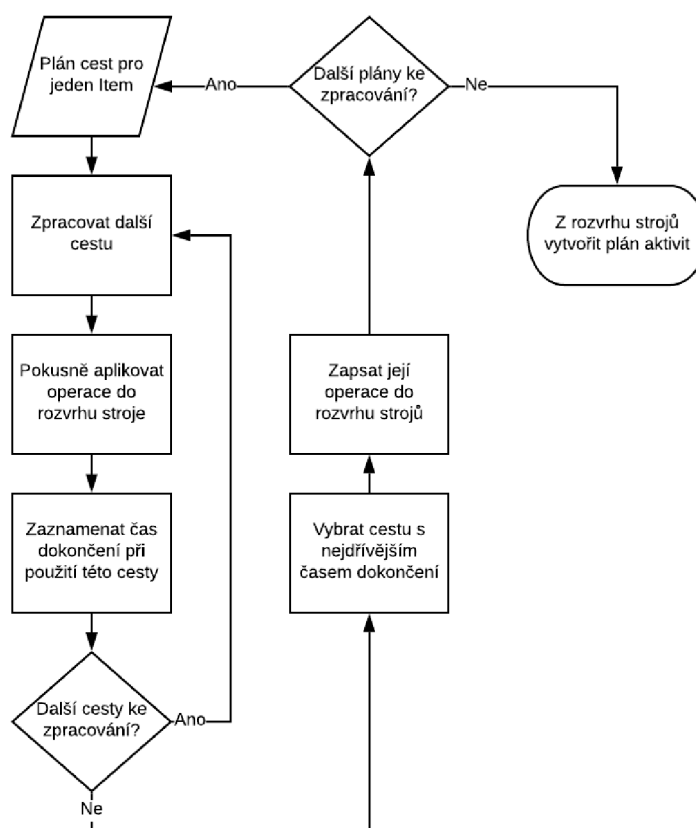 Plán cest pro
jeden Item
Zpracovat další
cestu
Pokusně aplikovat
operace do
rozvrhu stroje
Zaznamenat čas
dokončení při
použití této cesty
Další cesty ke
zpracování?
Ano
Ne
Vybrat cestu s
nejdřívějším
časem dokončení
Zapsat její
operace do
rozvrhu strojů
Další plány ke
zpracování?
Ano
Ne
Z rozvrhu strojů
vytvořit plán aktivit